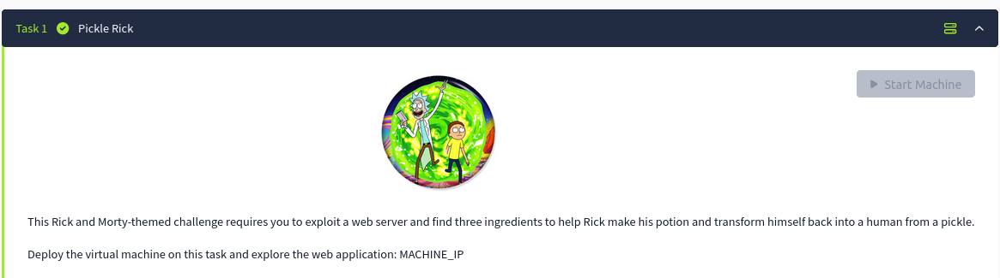 Task 1 Pickle Rick
Start Machine
This Rick and Morty-themed challenge requires you to exploit a web server and find three ingredients to help Rick make his potion and transform himself back into a human from a pickle.
Deploy the virtual machine on this task and explore the web application: MACHINE_IP